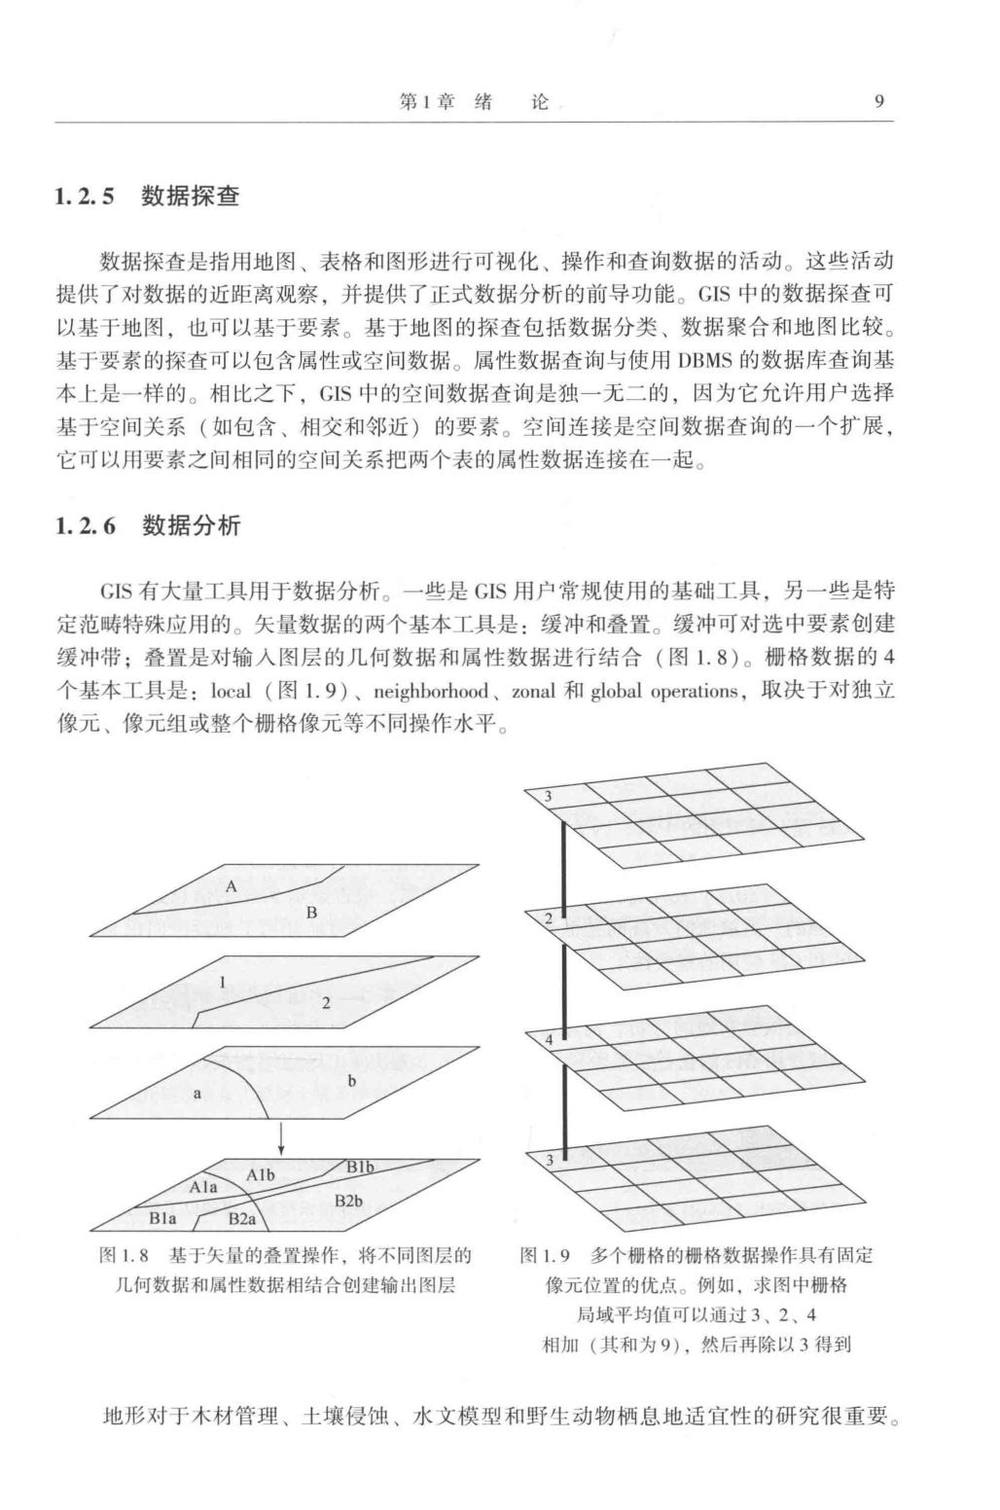 第1章 绪 论 9
1.2.5 数据探查
数据探查是指用地图、表格和图形进行可视化、操作和查询数据的活动。这些活动
提供了对数据的近距离观察，并提供了正式数据分析的前导功能。GIS 中的数据探查可
以基于地图，也可以基于要素。基于地图的探查包括数据分类、数据聚合和地图比较。
基于要素的探查可以包含属性或空间数据。属性数据查询与使用 DBMS 的数据库查询基
本上是一样的。相比之下，GIS 中的空间数据查询是独一无二的，因为它允许用户选择
基于空间关系（如包含、相交和邻近）的要素。空间连接是空间数据查询的一个扩展，
它可以用要素之间相同的空间关系把两个表的属性数据连接在一起。
1.2.6 数据分析
GIS 有大量工具用于数据分析。一些是 GIS 用户常规使用的基础工具，另一些是特
定范畴特殊应用的。矢量数据的两个基本工具是：缓冲和叠置。缓冲可对选中要素创建
缓冲带；叠置是对输入图层的几何数据和属性数据进行结合（图 1.8）。栅格数据的 4
个基本工具是：local（图 1.9）、neighborhood、zonal 和 global operations，取决于对独立
像元、像元组或整个栅格像元等不同操作水平。
A
B
1
2
a
b
A1b
B1b
A1a
B2b
B1a
B2a
图 1.8 基于矢量的叠置操作，将不同图层的
几何数据和属性数据相结合创建输出图层
3
2
4
3
图 1.9 多个栅格的栅格数据操作具有固定
像元位置的优点。例如，求图中栅格
局域平均值可以通过 3、2、4
相加（其和为 9），然后再除以 3 得到
地形对于木材管理、土壤侵蚀、水文模型和野生动物栖息地适宜性的研究很重要。